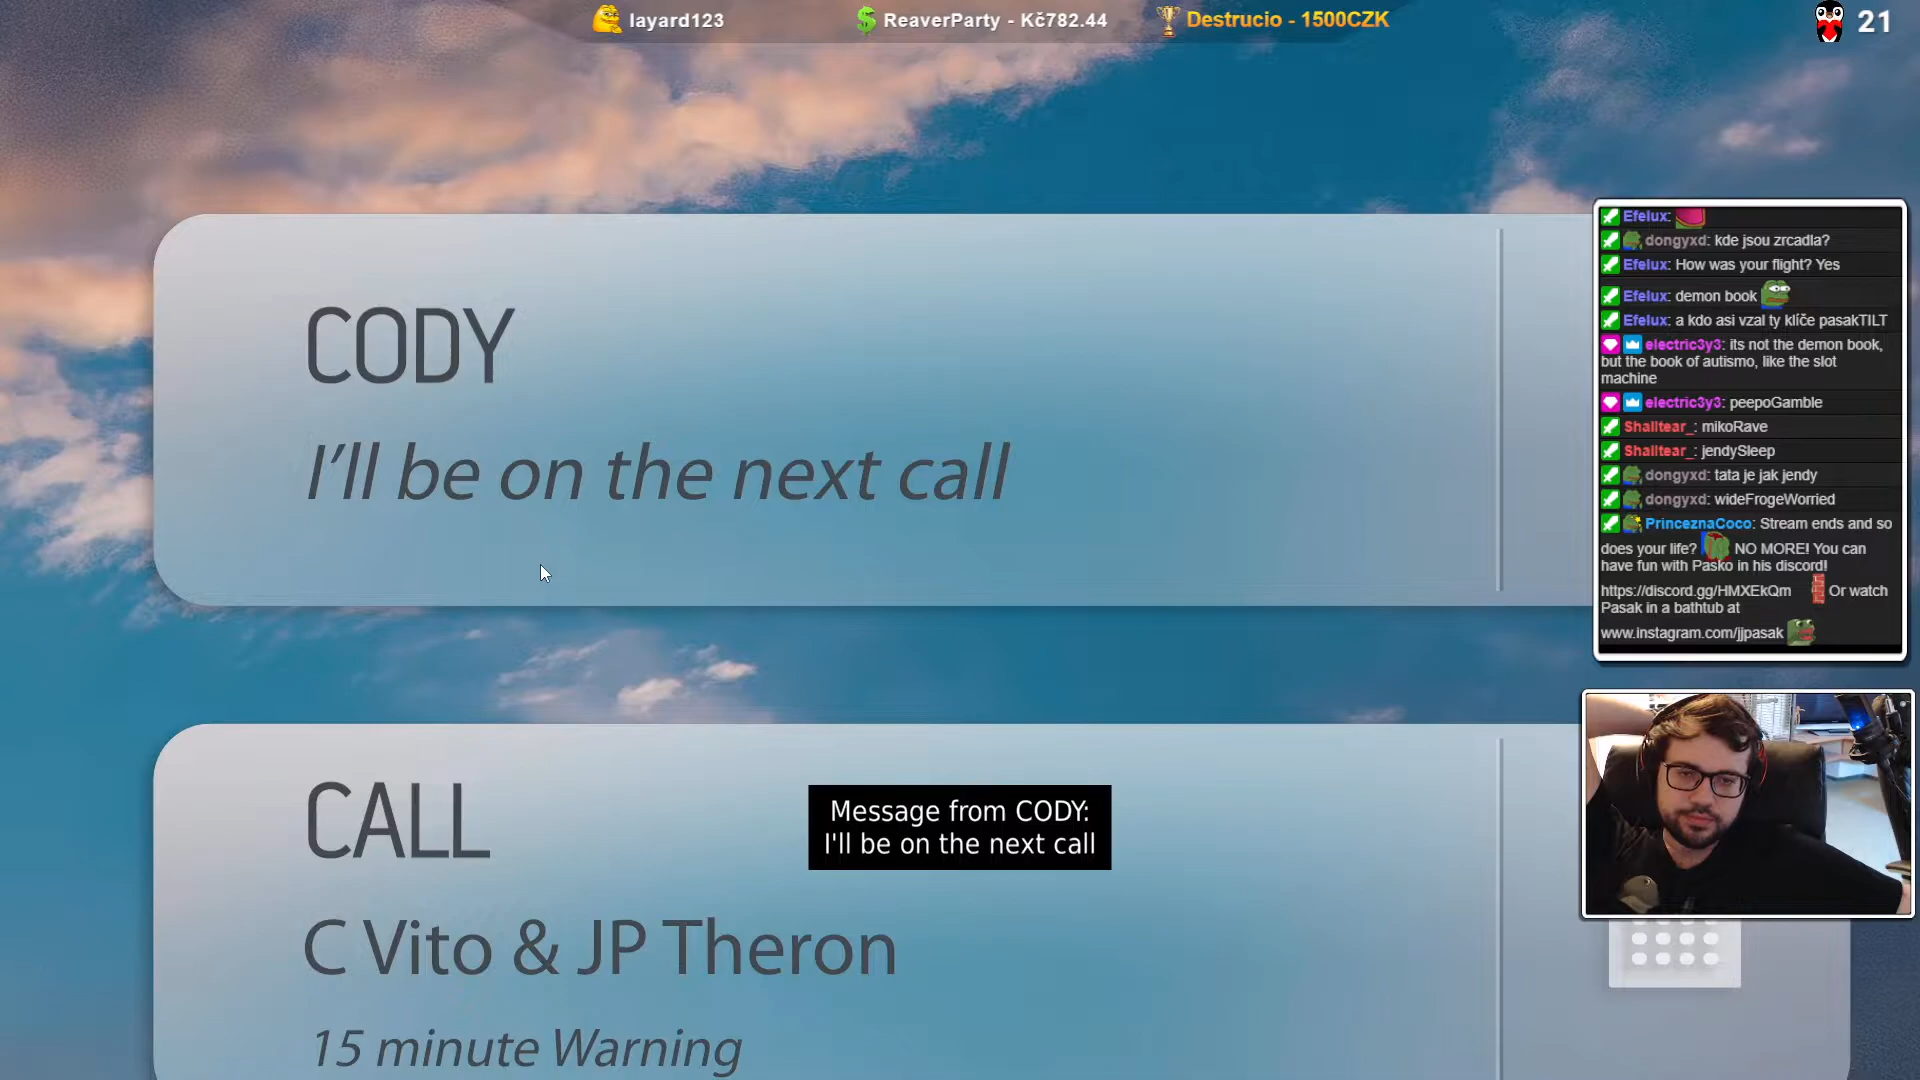 layard123
ReaverParty - Kč782.44
Destrucio - 1500CZK
21
CODY
I'll be on the next call
CALL
C Vito & JP Theron
15 minute Warning
Message from CODY:
I'll be on the next call
Efelux:
dongyxd: kde jsou zrcadla?
Efelux: How was your flight? Yes
Efelux: demon book
Efelux: a kdo asi vzal ty klíče pasakTILT
electric3y3: its not the demon book,
but the book of autismo, like the slot
machine
electric3y3: peepoGamble
Shalltear_: mikoRave
Shalltear_: jendySleep
dongyxd: tata je jak jendy
dongyxd: wideFrogeWorried
PrinceznaCoco: Stream ends and so
does your life? NO MORE! You can
have fun with Pasko in his discord!
https://discord.gg/HMXEkQm Or watch
Pasak in a bathtub at
www.instagram.com/jjpasak